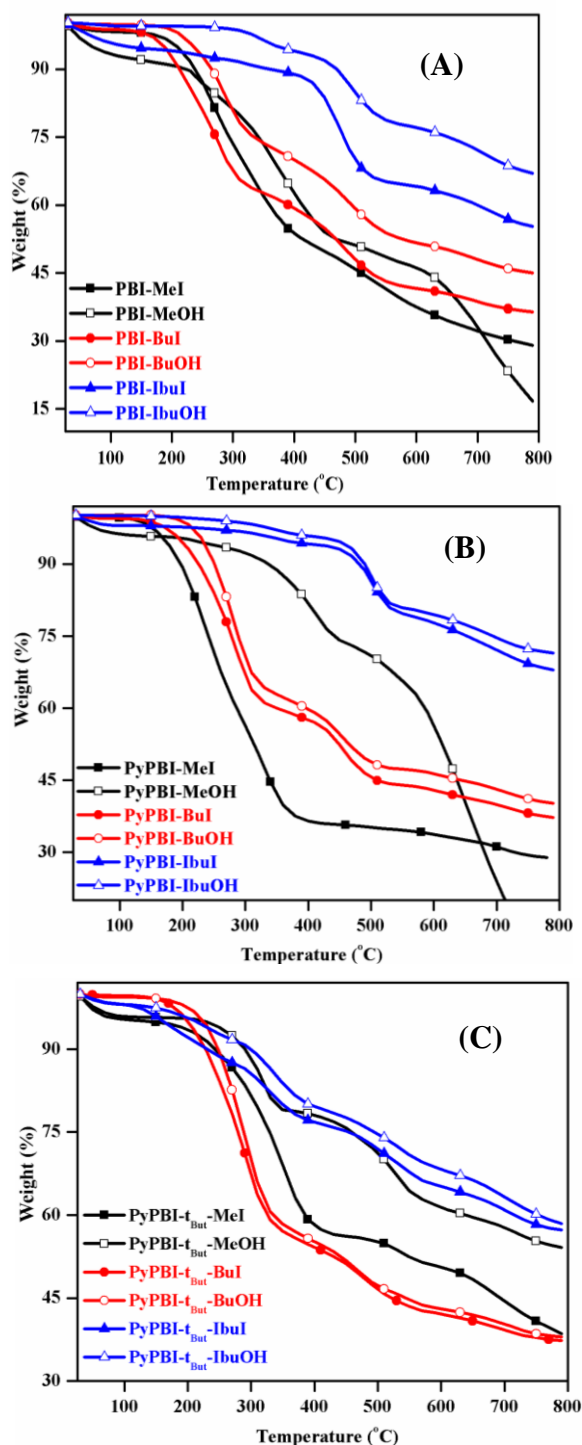 (A)
90
75
60
45
30
15
Weight (%)
PBI-MeI
PBI-MeOH
PBI-BuI
PBI-BuOH
PBI-IbuI
PBI-IbuOH
100 200 300 400 500 600 700 800
Temperature (°C)
(B)
90
75
60
45
30
Weight (%)
PyPBI-MeI
PyPBI-MeOH
PyPBI-BuI
PyPBI-BuOH
PyPBI-IbuI
PyPBI-IbuOH
100 200 300 400 500 600 700 800
Temperature (°C)
(C)
90
75
60
45
30
Weight (%)
PyPBI-tBut-MeI
PyPBI-tBut-MeOH
PyPBI-tBut-BuI
PyPBI-tBut-BuOH
PyPBI-tBut-IbuI
PyPBI-tBut-IbuOH
100 200 300 400 500 600 700 800
Temperature (°C)